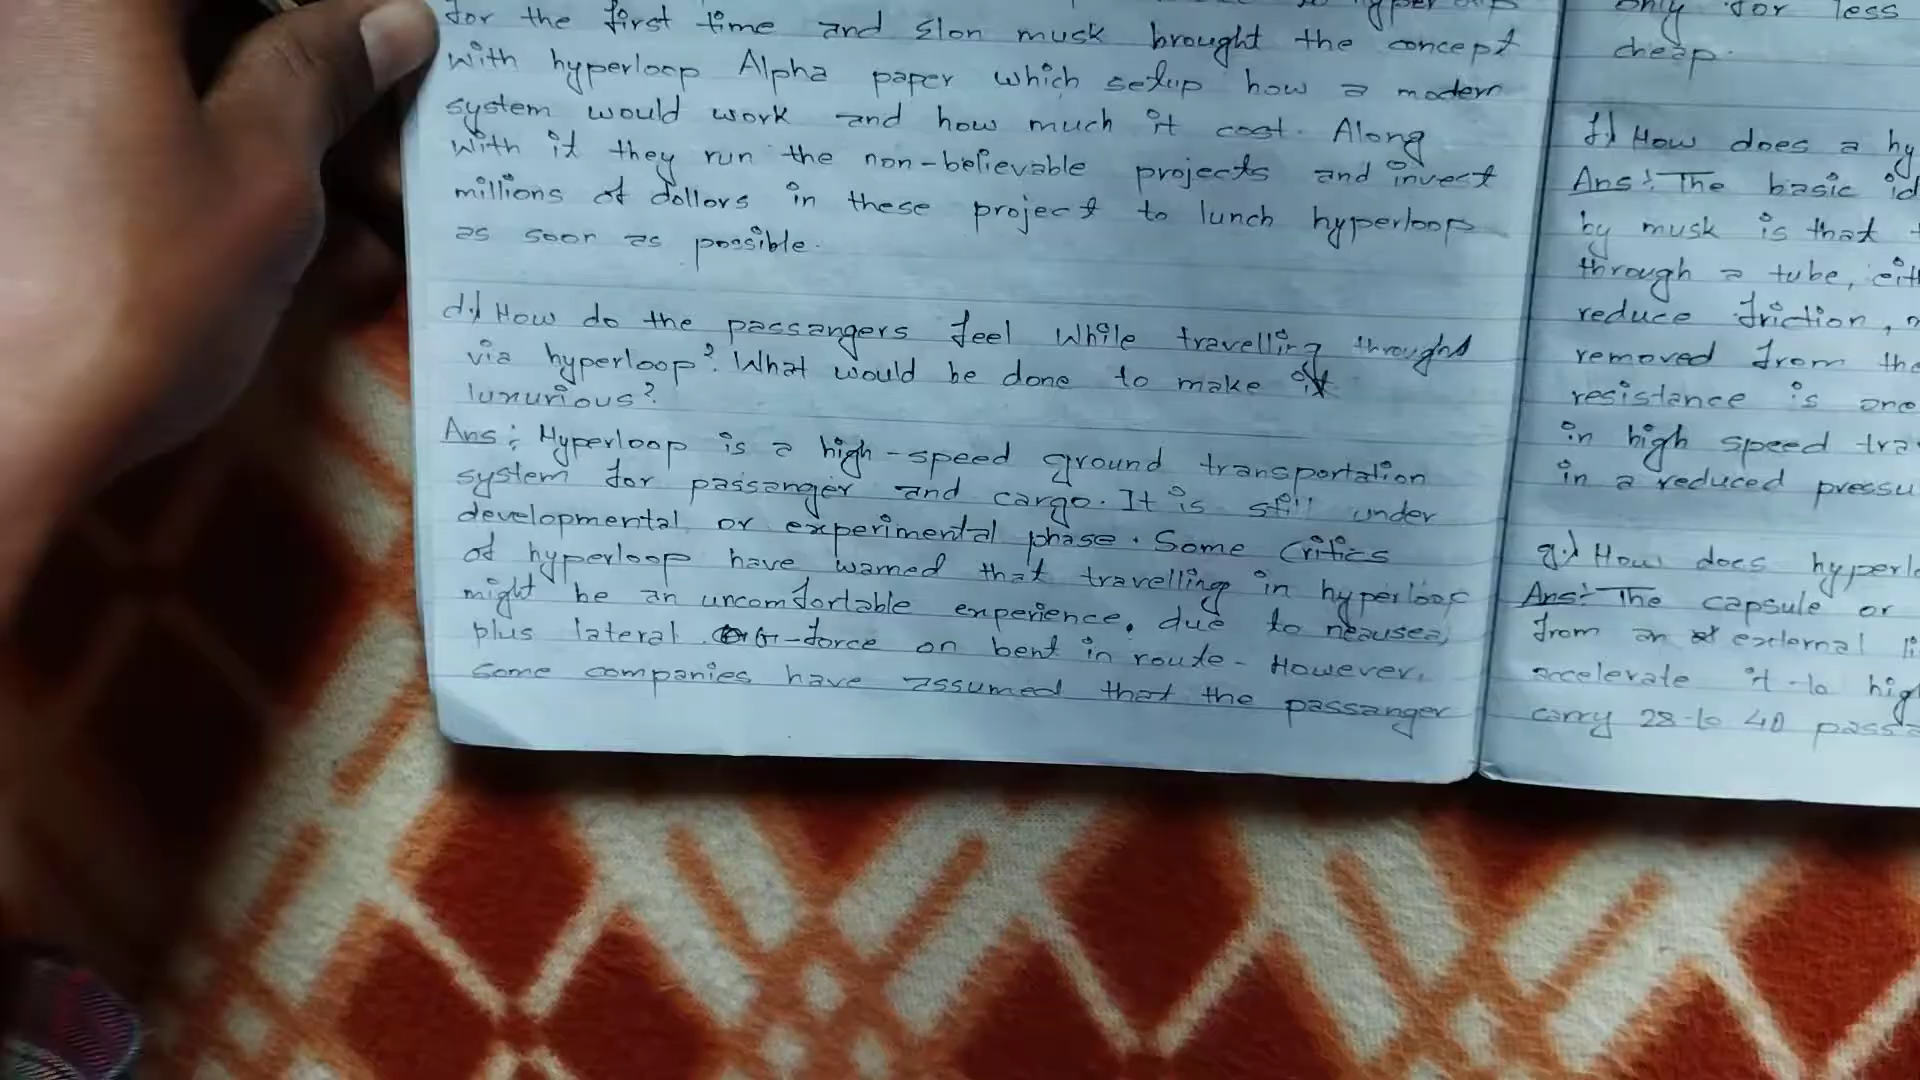 for the first time and Elon musk brought the concept
with hyperloop Alpha paper which setup how a modern
system would work and how much it cost. Along
with it they run the non-believable projects and invest
millions of dollors in these project to lunch hyperloop
as soon as possible.
d.) How do the passangers feel while travelling
via hyperloop? What would be done to make it
luxurious?
Ans: Hyperloop is a high-speed ground transportation
system for passanger and cargo. It is still under
developmental or experimental phase. Some critics
of hyperloop have warned that travelling in hyperloop
might be an uncomfortable experience. due to neausea,
plus lateral G-force on bent in route- However,
some companies have assumed that the passanger
only for less
cheap.
f.) How does a hy
Ans: The basic id
by musk is that
through a tube, eith
reduce friction,
removed from the
resistance is one
in high speed tra
in a reduced pressu
g.) How does hyperlo
Ans: The capsule or
from an external
accelerate it to high
carry 28 to 40 passa